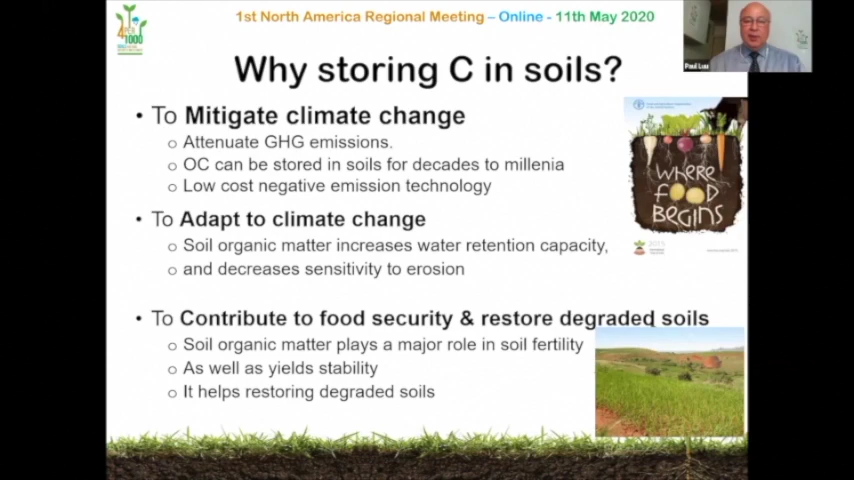 1st North America Regional Meeting – Online - 11th May 2020
4 PER
1000
Paul Luu
Why storing C in soils?
• To Mitigate climate change
o Attenuate GHG emissions.
o OC can be stored in soils for decades to millenia
o Low cost negative emission technology
• To Adapt to climate change
o Soil organic matter increases water retention capacity,
o and decreases sensitivity to erosion
• To Contribute to food security & restore degraded soils
o Soil organic matter plays a major role in soil fertility
o As well as yields stability
o It helps restoring degraded soils
WHERE
FOOD
BEGINS
2015